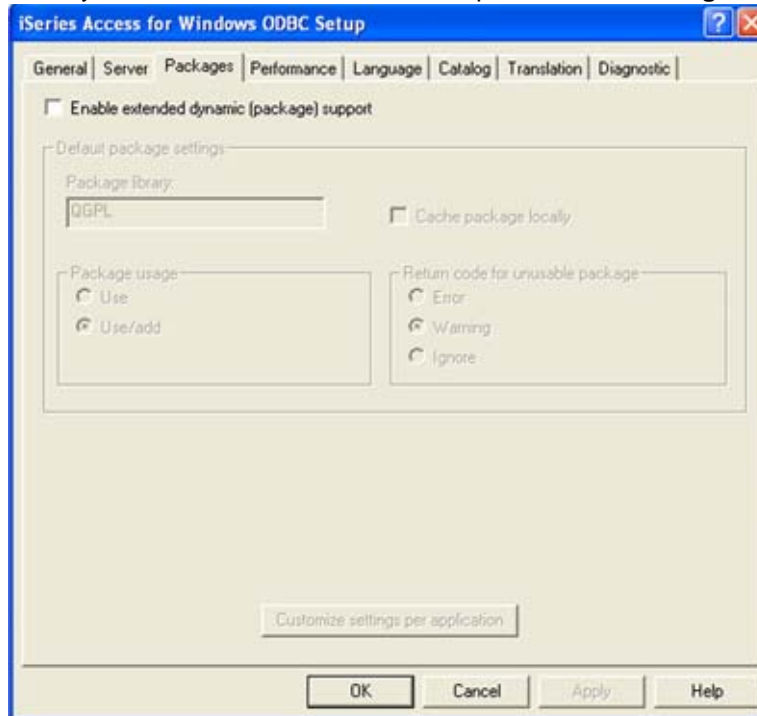 iSeries Access for Windows ODBC Setup
General Server Packages Performance Language Catalog Translation Diagnostic
Enable extended dynamic (package) support
Default package settings
Package library:
QGPL
Cache package locally
Package usage
Use
Use/add
Return code for unusable package
Error
Warning
Ignore
Customize settings per application
OK Cancel Apply Help